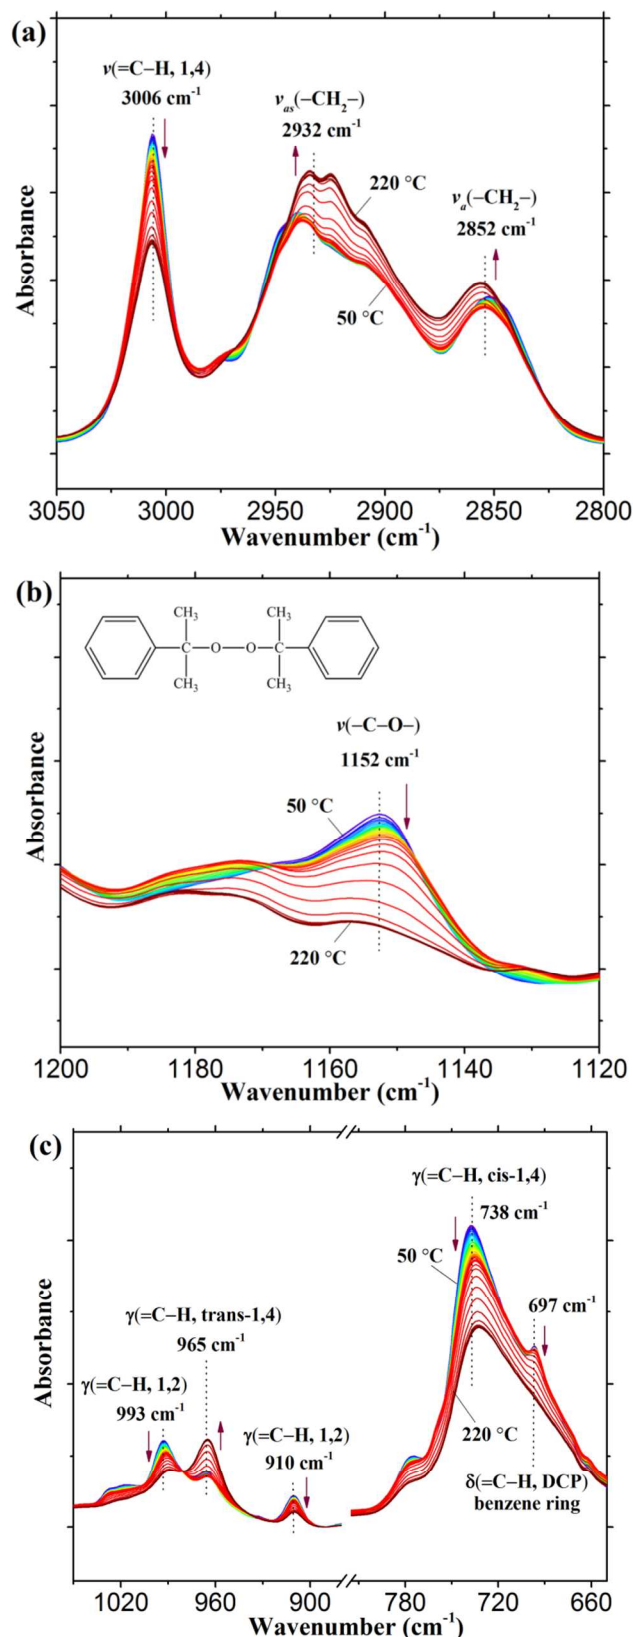 (a)
ν(=C–H, 1,4)
3006 cm⁻¹
νas(–CH₂–)
2932 cm⁻¹
220 °C
νa(–CH₂–)
2852 cm⁻¹
50 °C
Absorbance
3050 3000 2950 2900 2850 2800
Wavenumber (cm⁻¹)
(b)
CH₃ CH₃
C O O C
CH₃ CH₃
ν(–C–O–)
1152 cm⁻¹
50 °C
220 °C
Absorbance
1200 1180 1160 1140 1120
Wavenumber (cm⁻¹)
(c)
γ(=C–H, cis-1,4)
738 cm⁻¹
50 °C
697 cm⁻¹
γ(=C–H, trans-1,4)
965 cm⁻¹
γ(=C–H, 1,2)
993 cm⁻¹
γ(=C–H, 1,2)
910 cm⁻¹
220 °C
δ(=C–H, DCP)
benzene ring
Absorbance
1020 960 900 780 720 660
Wavenumber (cm⁻¹)